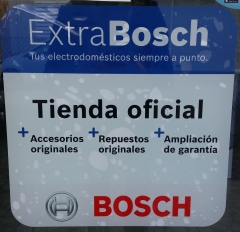 ExtraBosch
Tus electrodomésticos siempre a punto.
Tienda oficial
+Accesorios originales
+Repuestos originales
+Ampliación de garantía
BOSCH